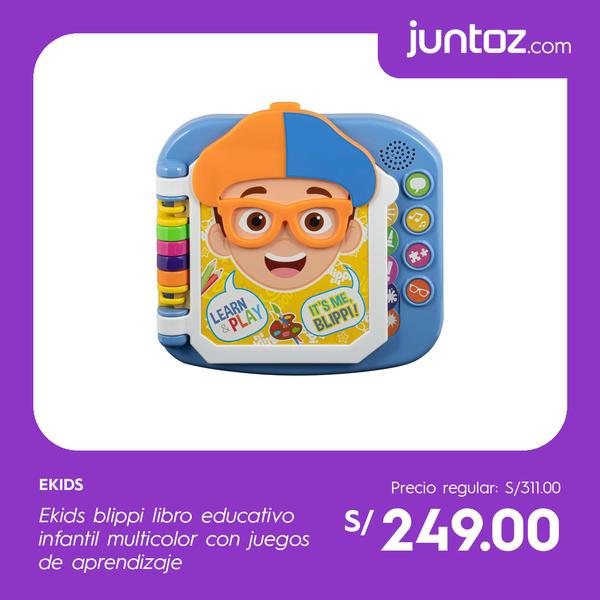 juntoz.com
LEARN
& PLAY
IT'S ME,
BLIPPI!
EKIDS
Ekids blippi libro educativo
infantil multicolor con juegos
de aprendizaje
Precio regular: S/311.00
S/ 249.00